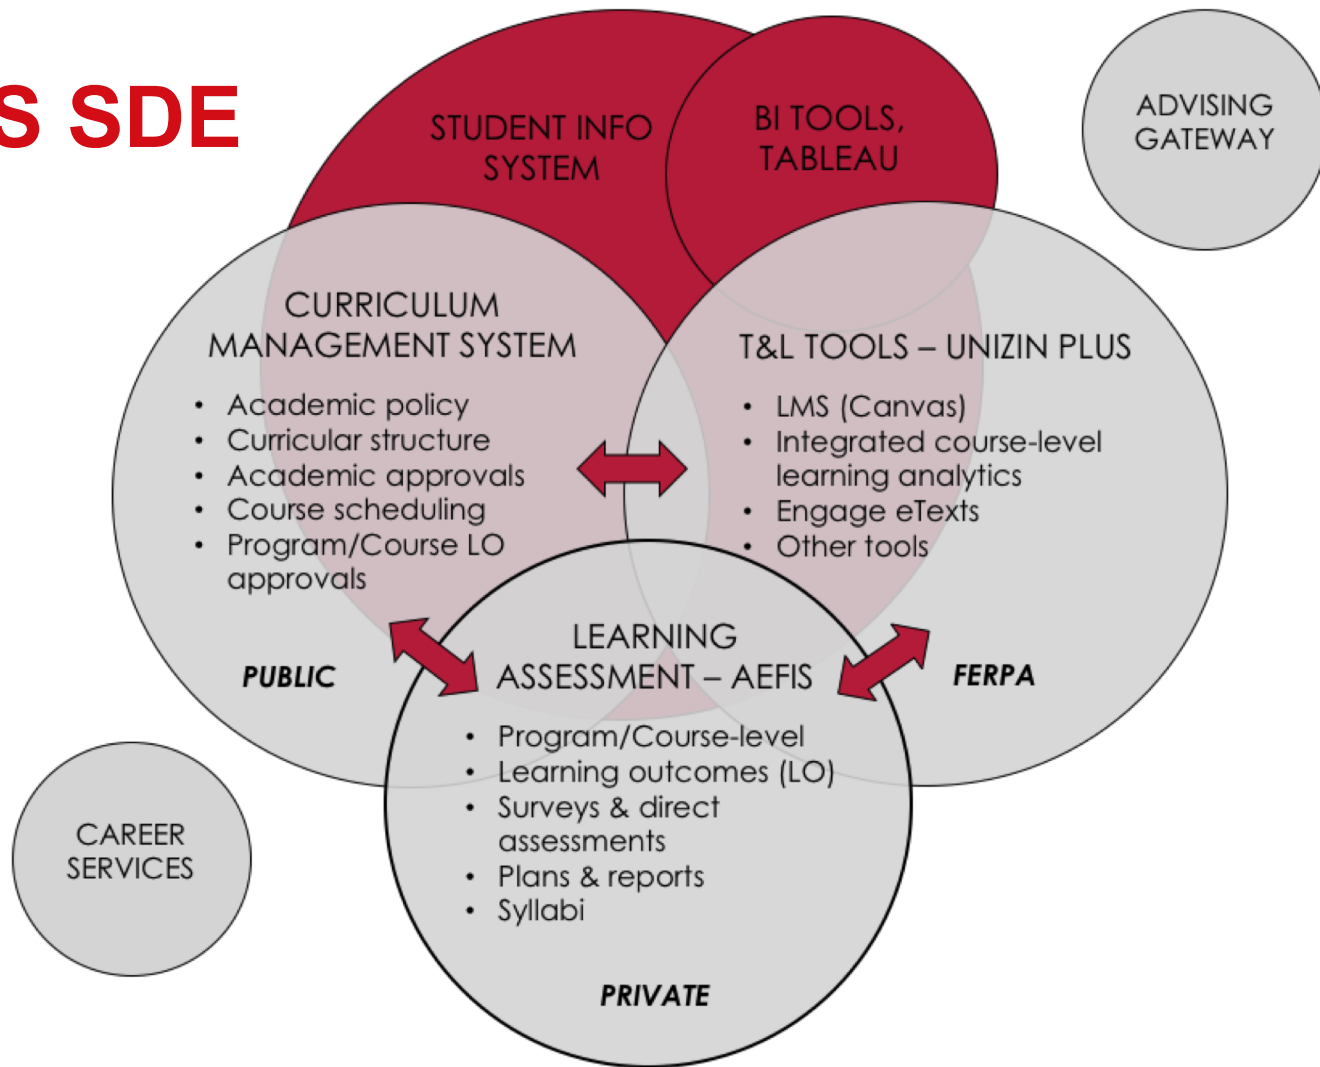 S SDE
STUDENT INFO
SYSTEM
BI TOOLS,
TABLEAU
ADVISING
GATEWAY
CURRICULUM
MANAGEMENT SYSTEM
• Academic policy
• Curricular structure
• Academic approvals
• Course scheduling
• Program/Course LO
approvals
PUBLIC
T&L TOOLS – UNIZIN PLUS
• LMS (Canvas)
• Integrated course-level
learning analytics
• Engage eTexts
• Other tools
FERPA
LEARNING
ASSESSMENT – AEFIS
• Program/Course-level
• Learning outcomes (LO)
• Surveys & direct
assessments
• Plans & reports
• Syllabi
PRIVATE
CAREER
SERVICES